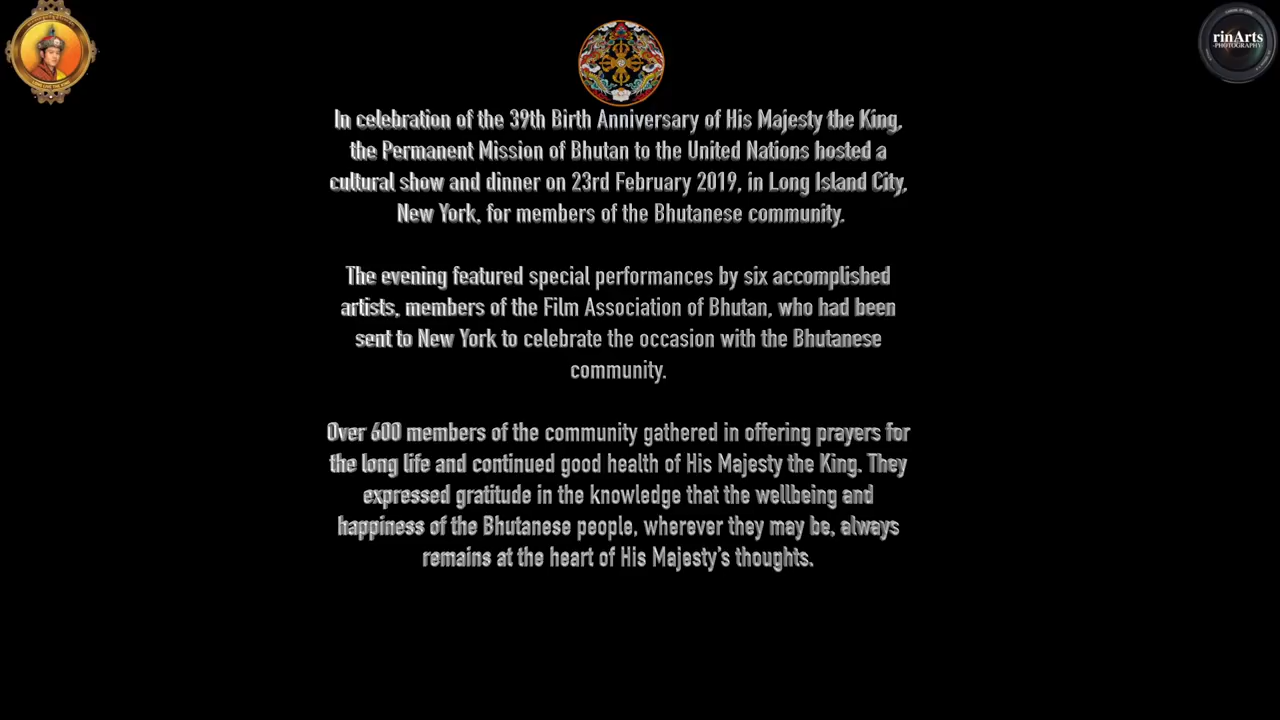 rinArts
PHOTOGRAPHY
In celebration of the 39th Birth Anniversary of His Majesty the King,
the Permanent Mission of Bhutan to the United Nations hosted a
cultural show and dinner on 23rd February 2019, in Long Island City,
New York, for members of the Bhutanese community.
The evening featured special performances by six accomplished
artists, members of the Film Association of Bhutan, who had been
sent to New York to celebrate the occasion with the Bhutanese
community.
Over 600 members of the community gathered in offering prayers for
the long life and continued good health of His Majesty the King. They
expressed gratitude in the knowledge that the wellbeing and
happiness of the Bhutanese people, wherever they may be, always
remains at the heart of His Majesty's thoughts.